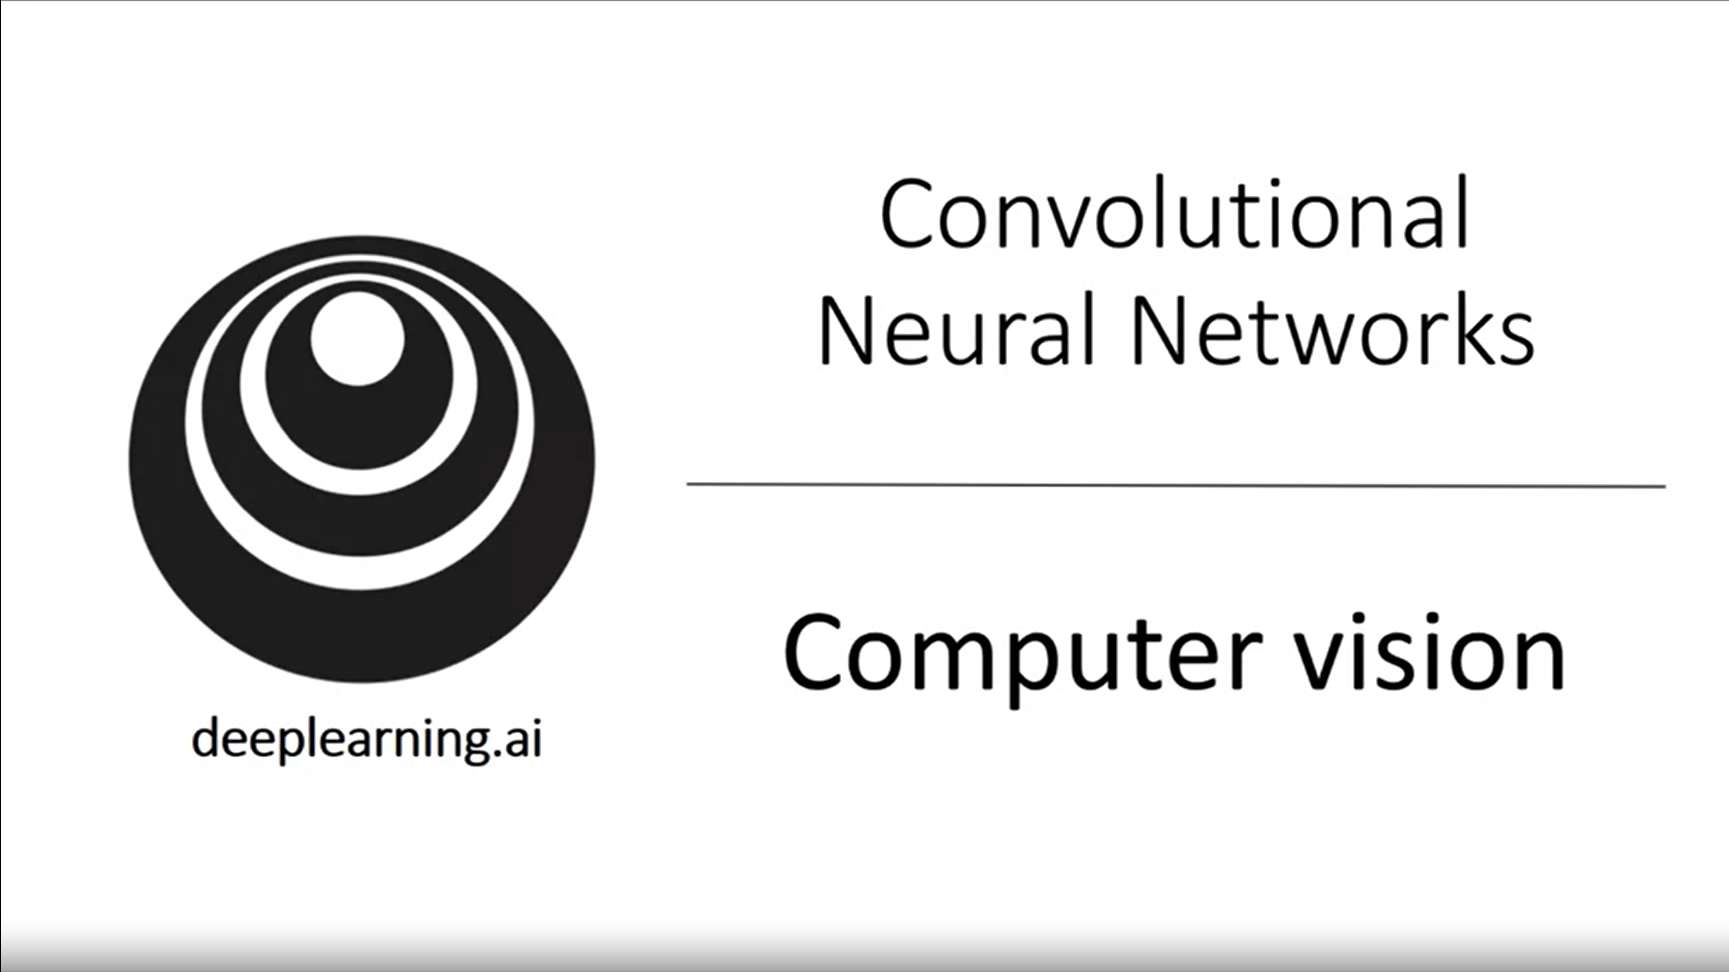 Convolutional
Neural Networks
Computer vision
deeplearning.ai